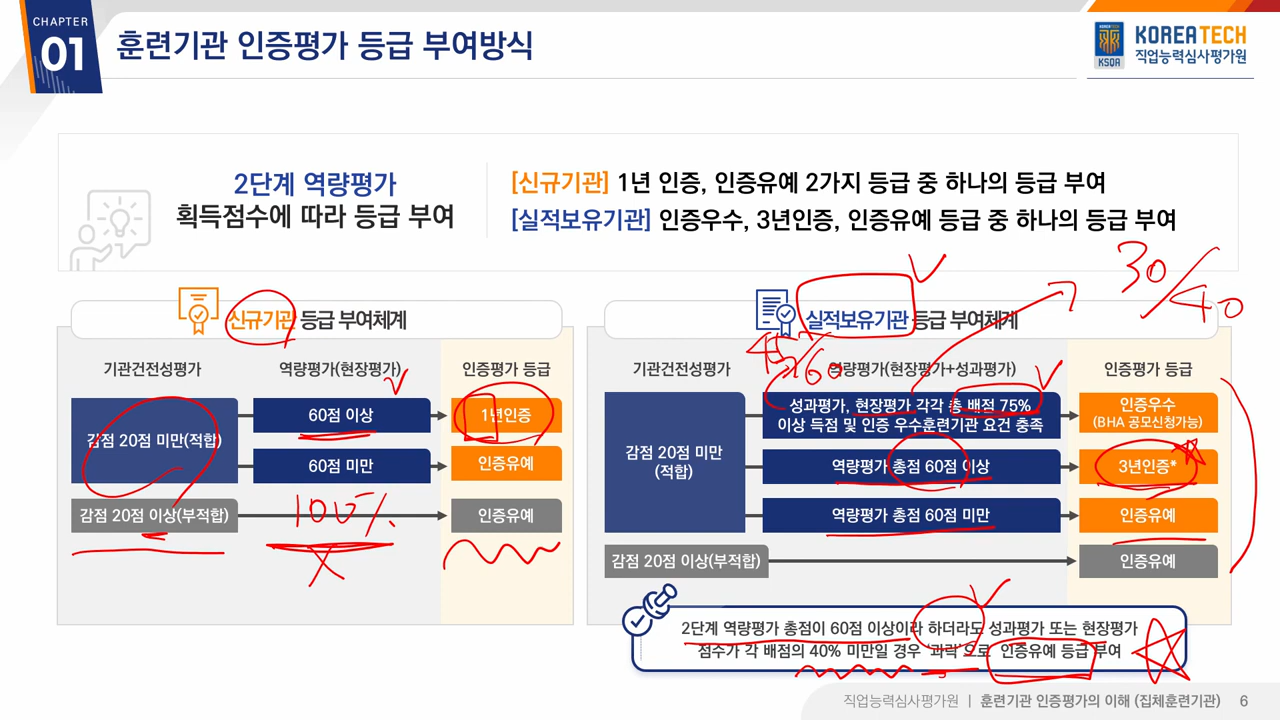 CHAPTER
01
훈련기관 인증평가 등급 부여방식
KSQA
KOREATECH
직업능력심사평가원
2단계 역량평가
획득점수에 따라 등급 부여
[신규기관] 1년 인증, 인증유예 2가지 등급 중 하나의 등급 부여
[실적보유기관] 인증우수, 3년인증, 인증유예 등급 중 하나의 등급 부여
30/40
신규기관 등급 부여체계
기관건전성평가
역량평가(현장평가)
인증평가 등급
감점 20점 미만(적합)
60점 이상
1년인증
60점 미만
인증유예
감점 20점 이상(부적합)
100%
인증유예
실적보유기관 등급 부여체계
45/60
기관건전성평가
역량평가(현장평가+성과평가)
인증평가 등급
감점 20점 미만
(적합)
성과평가, 현장평가 각각 총 배점 75%
이상 득점 및 인증 우수훈련기관 요건 충족
인증우수
(BHA 공모신청가능)
역량평가 총점 60점 이상
3년인증*
역량평가 총점 60점 미만
인증유예
감점 20점 이상(부적합)
인증유예
2단계 역량평가 총점이 60점 이상이라 하더라도 성과평가 또는 현장평가
점수가 각 배점의 40% 미만일 경우 '과락'으로 인증유예 등급 부여
직업능력심사평가원 | 훈련기관 인증평가의 이해 (집체훈련기관) 6